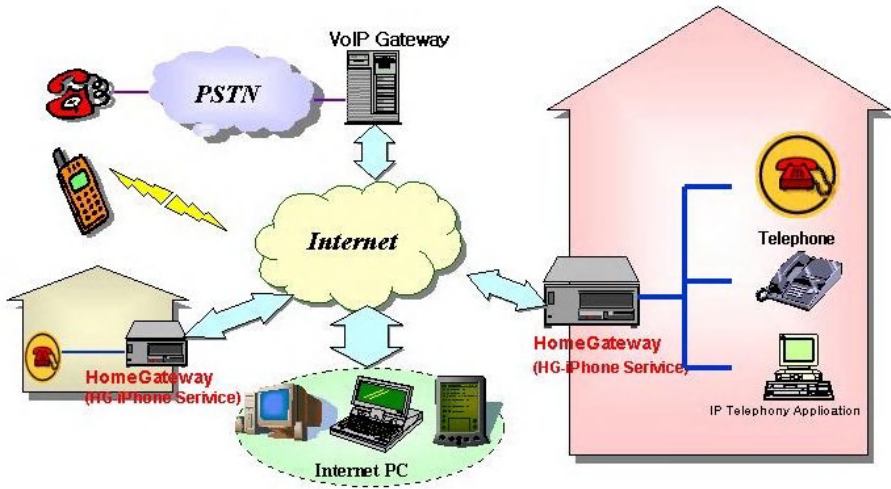 VoIP Gateway
PSTN
Internet
Telephone
HomeGateway
(HG-iPhone Serivice)
HomeGateway
(HG-iPhone Serivice)
IP Telephony Application
Internet PC